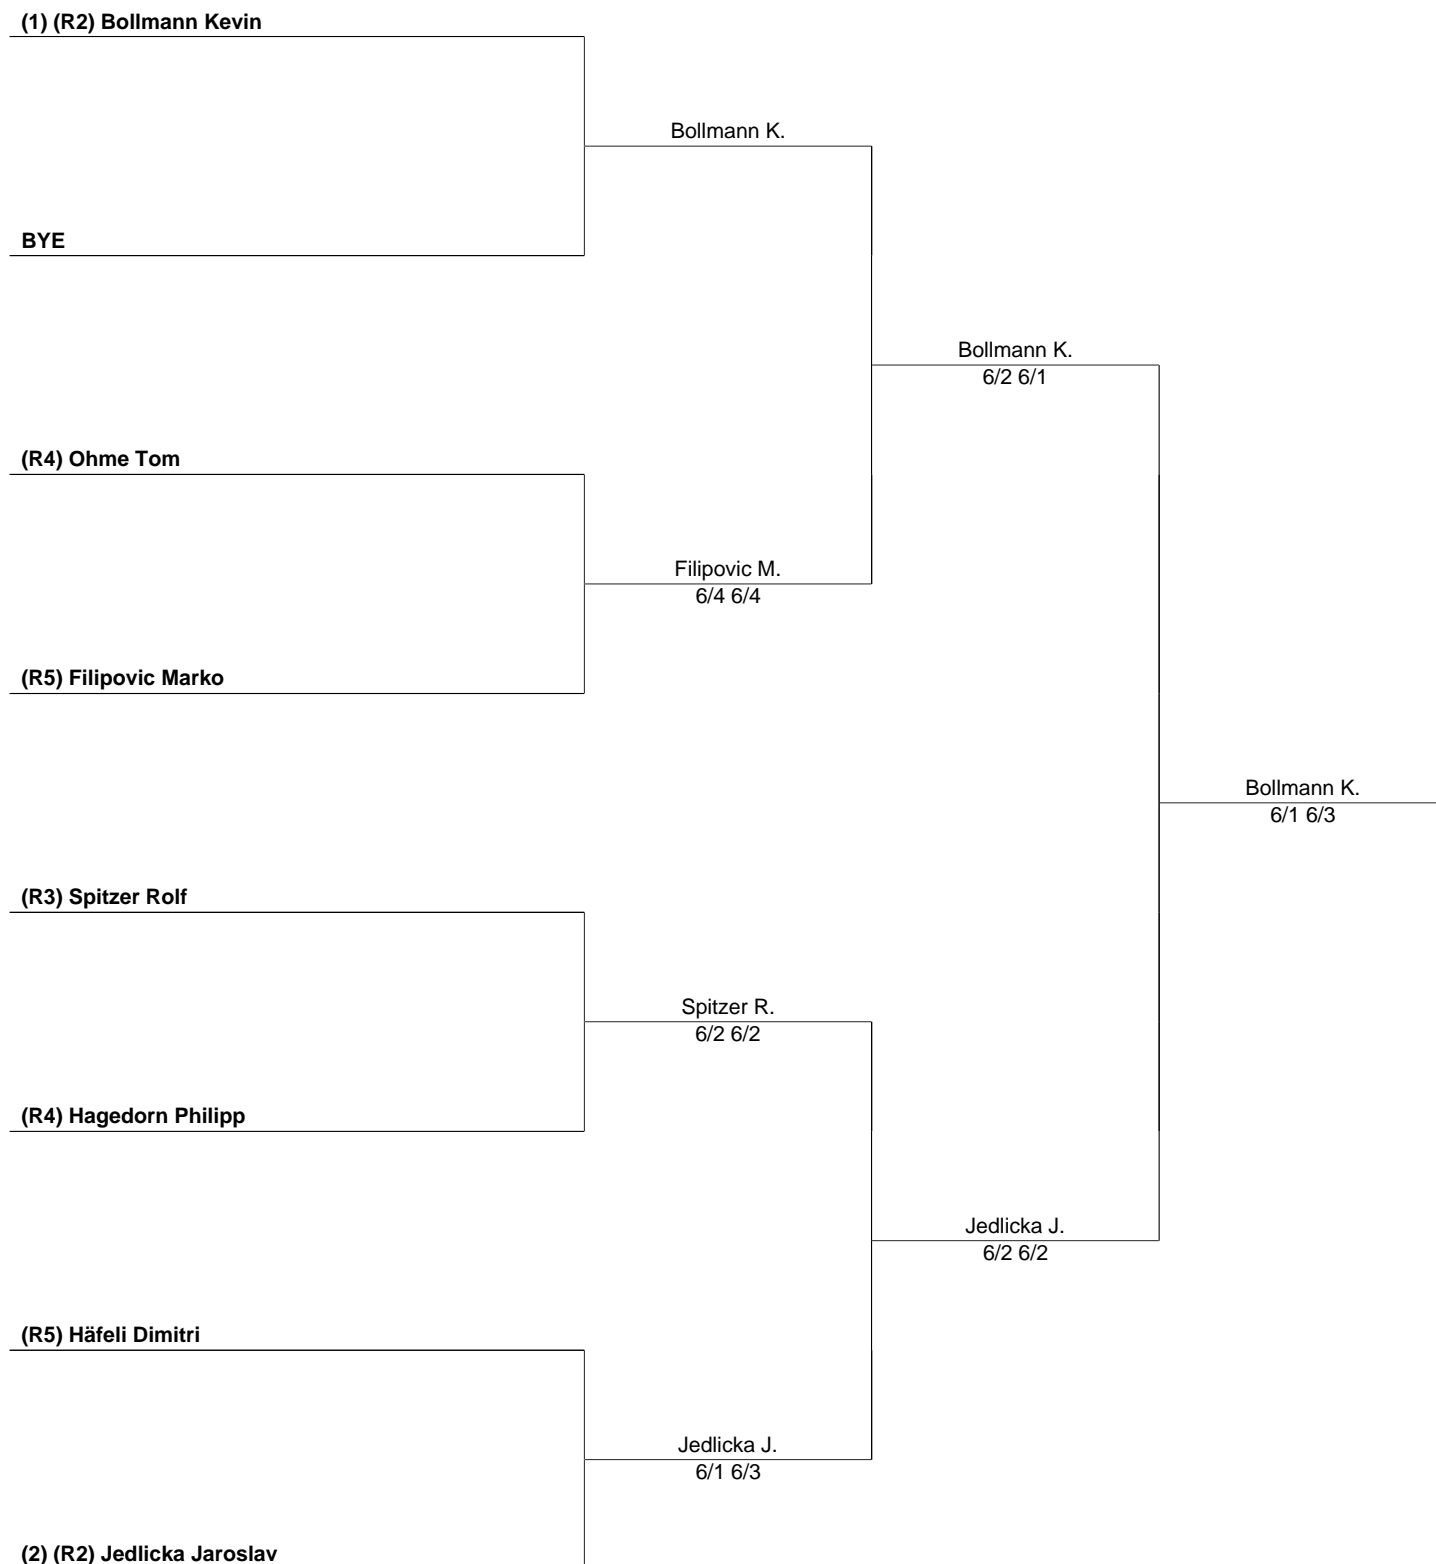 (1) (R2) Bollmann Kevin
Bollmann K.
BYE
Bollmann K.
6/2 6/1
(R4) Ohme Tom
Filipovic M.
6/4 6/4
(R5) Filipovic Marko
Bollmann K.
6/1 6/3
(R3) Spitzer Rolf
Spitzer R.
6/2 6/2
(R4) Hagedorn Philipp
Jedlicka J.
6/2 6/2
(R5) Häfeli Dimitri
Jedlicka J.
6/1 6/3
(2) (R2) Jedlicka Jaroslav